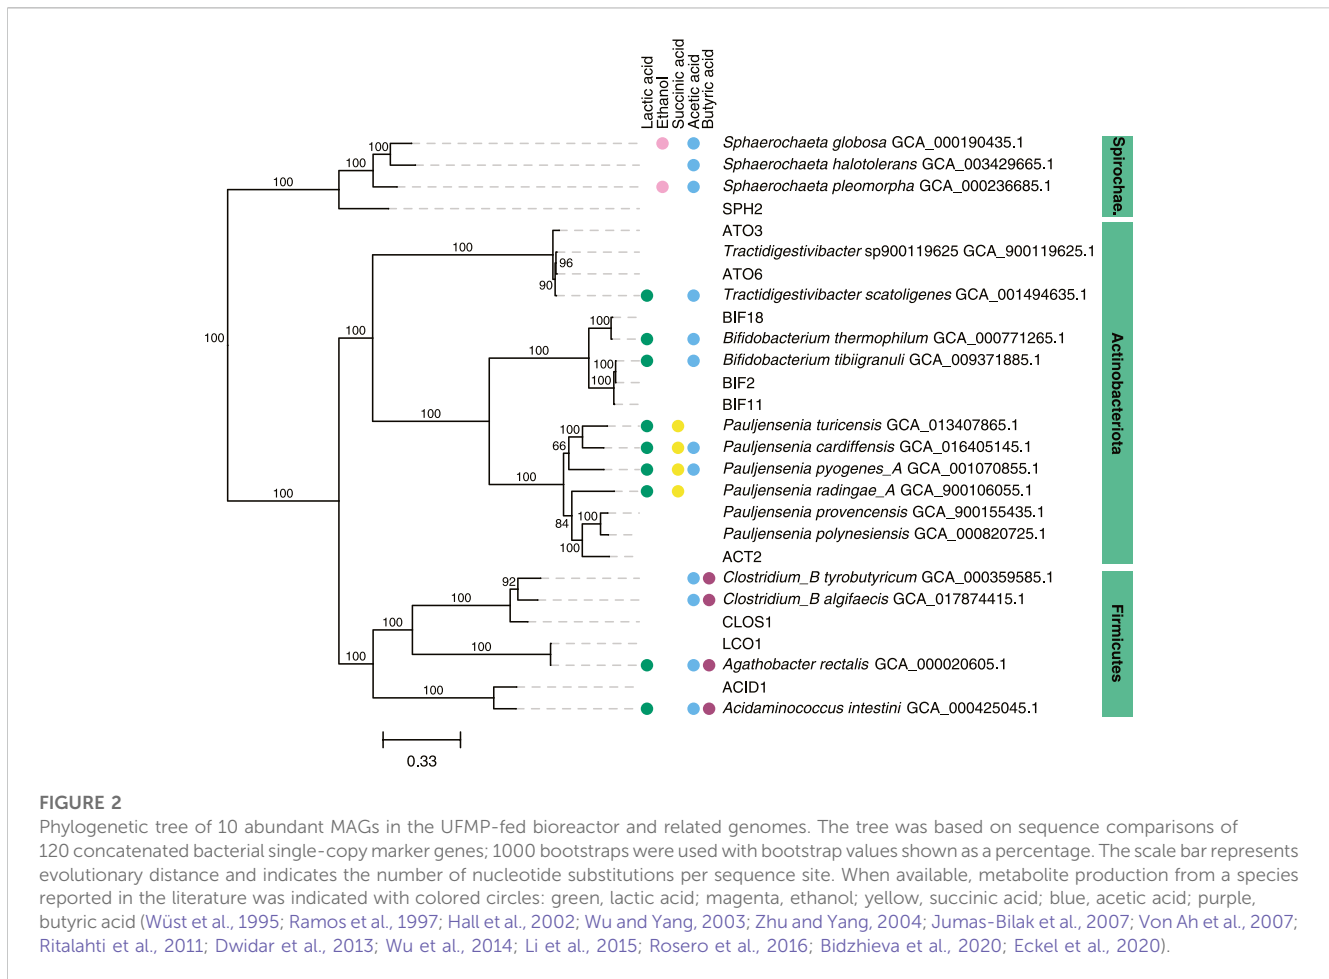 Lactic acid
Ethanol
Succinic acid
Acetic acid
Butyric acid
Sphaerochaeta globosa GCA_000190435.1
Sphaerochaeta halotolerans GCA_003429665.1
Sphaerochaeta pleomorpha GCA_000236685.1
SPH2
ATO3
Tractidigestivibacter sp900119625 GCA_900119625.1
ATO6
Tractidigestivibacter scatoligenes GCA_001494635.1
BIF18
Bifidobacterium thermophilum GCA_000771265.1
Bifidobacterium tibiigranuli GCA_009371885.1
BIF2
BIF11
Pauljensenia turicensis GCA_013407865.1
Pauljensenia cardiffensis GCA_016405145.1
Pauljensenia pyogenes_A GCA_001070855.1
Pauljensenia radingae_A GCA_900106055.1
Pauljensenia provencensis GCA_900155435.1
Pauljensenia polynesiensis GCA_000820725.1
ACT2
Clostridium_B tyrobutyricum GCA_000359585.1
Clostridium_B algifaecis GCA_017874415.1
CLOS1
LCO1
Agathobacter rectalis GCA_000020605.1
ACID1
Acidaminococcus intestini GCA_000425045.1
Spirochae.
Actinobacteriota
Firmicutes
100
100
100
100
96
90
100
100
100
100
100
100
100
100
100
66
100
84
100
100
100
92
100
100
100
100
0.33
FIGURE 2
Phylogenetic tree of 10 abundant MAGs in the UFMP-fed bioreactor and related genomes. The tree was based on sequence comparisons of
120 concatenated bacterial single-copy marker genes; 1000 bootstraps were used with bootstrap values shown as a percentage. The scale bar represents
evolutionary distance and indicates the number of nucleotide substitutions per sequence site. When available, metabolite production from a species
reported in the literature was indicated with colored circles: green, lactic acid; magenta, ethanol; yellow, succinic acid; blue, acetic acid; purple,
butyric acid (Wüst et al., 1995; Ramos et al., 1997; Hall et al., 2002; Wu and Yang, 2003; Zhu and Yang, 2004; Jumas-Bilak et al., 2007; Von Ah et al., 2007;
Ritalahti et al., 2011; Dwidar et al., 2013; Wu et al., 2014; Li et al., 2015; Rosero et al., 2016; Bidzhieva et al., 2020; Eckel et al., 2020).